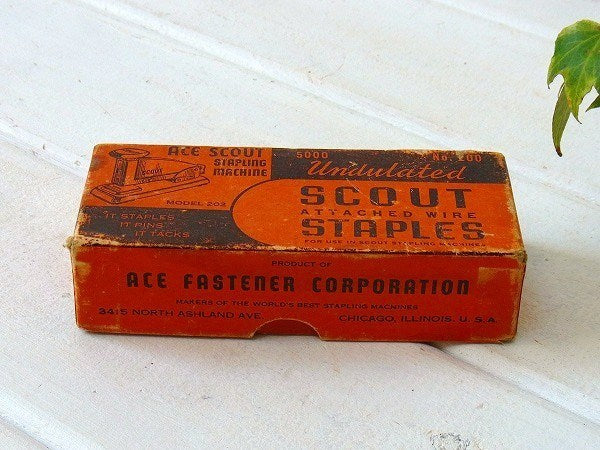 ACE SCOUT
STAPLING
MACHINE
SCOUT
MODEL 202
IT STAPLES
IT PINS
IT TACKS
5000
No. 200
Undulated
SCOUT
ATTACHED WIRE
STAPLES
FOR USE IN SCOUT STAPLING MACHINES
PRODUCT OF
ACE FASTENER CORPORATION
MAKERS OF THE WORLD'S BEST STAPLING MACHINES
3415 NORTH ASHLAND AVE.
CHICAGO, ILLINOIS, U. S. A.